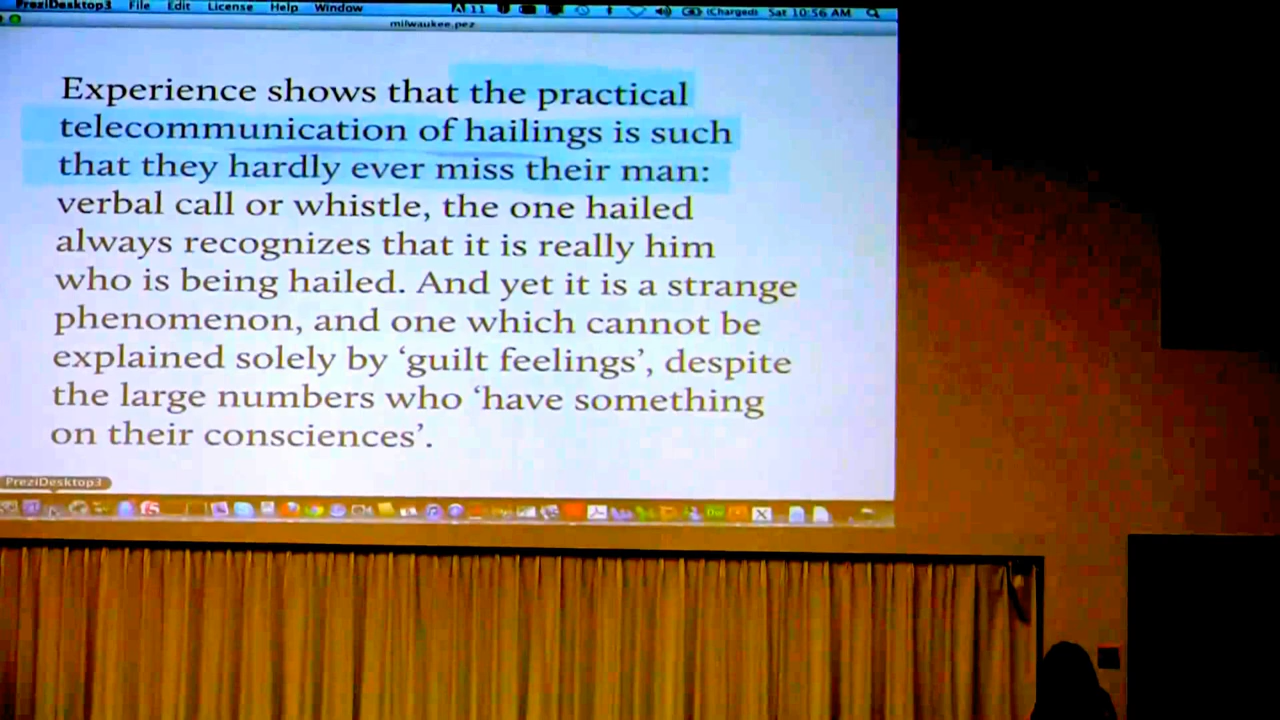 PreziDesktop3 File Edit License Help Window 11 (Charged) Sat 10:56 AM
milwaukee.pez
Experience shows that the practical
telecommunication of hailings is such
that they hardly ever miss their man:
verbal call or whistle, the one hailed
always recognizes that it is really him
who is being hailed. And yet it is a strange
phenomenon, and one which cannot be
explained solely by ‘guilt feelings’, despite
the large numbers who ‘have something
on their consciences’.
PreziDesktop3